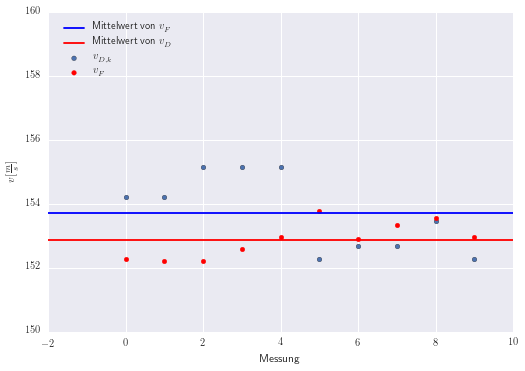 160
158
156
154
152
150
v [m/s]
−2
0
2
4
6
8
10
Messung
Mittelwert von v_F
Mittelwert von v_D
v_{D,k}
v_F